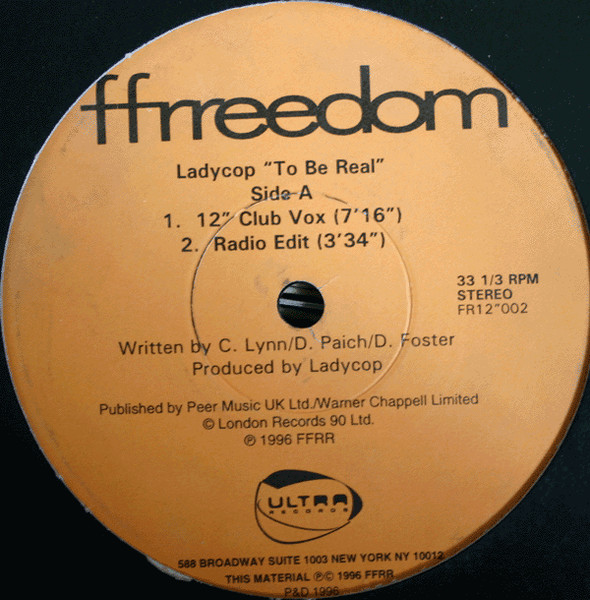 ffrreedom
Ladycop "To Be Real"
Side A
1. 12" Club Vox (7'16")
2. Radio Edit (3'34")
33 1/3 RPM
STEREO
FR12"002
Written by C. Lynn/D. Paich/D. Foster
Produced by Ladycop
Published by Peer Music UK Ltd./Warner Chappell Limited
© London Records 90 Ltd.
℗ 1996 FFRR
ULTRA
RECORDS
588 BROADWAY SUITE 1003 NEW YORK NY 10012
THIS MATERIAL ℗© 1996 FFRR
P&D 1996